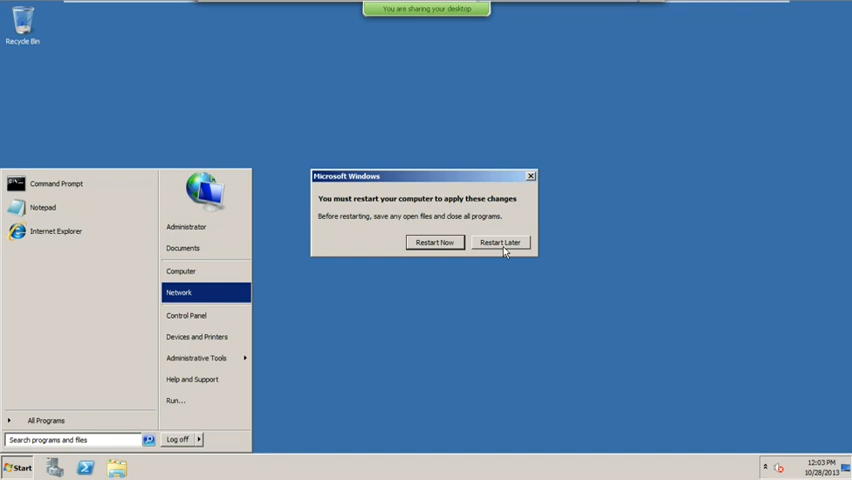 You are sharing your desktop
Recycle Bin
Command Prompt
Notepad
Internet Explorer
All Programs
Search programs and files
Administrator
Documents
Computer
Network
Control Panel
Devices and Printers
Administrative Tools
Help and Support
Run...
Log off
Microsoft Windows
You must restart your computer to apply these changes
Before restarting, save any open files and close all programs.
Restart Now
Restart Later
Start
12:03 PM
10/28/2013